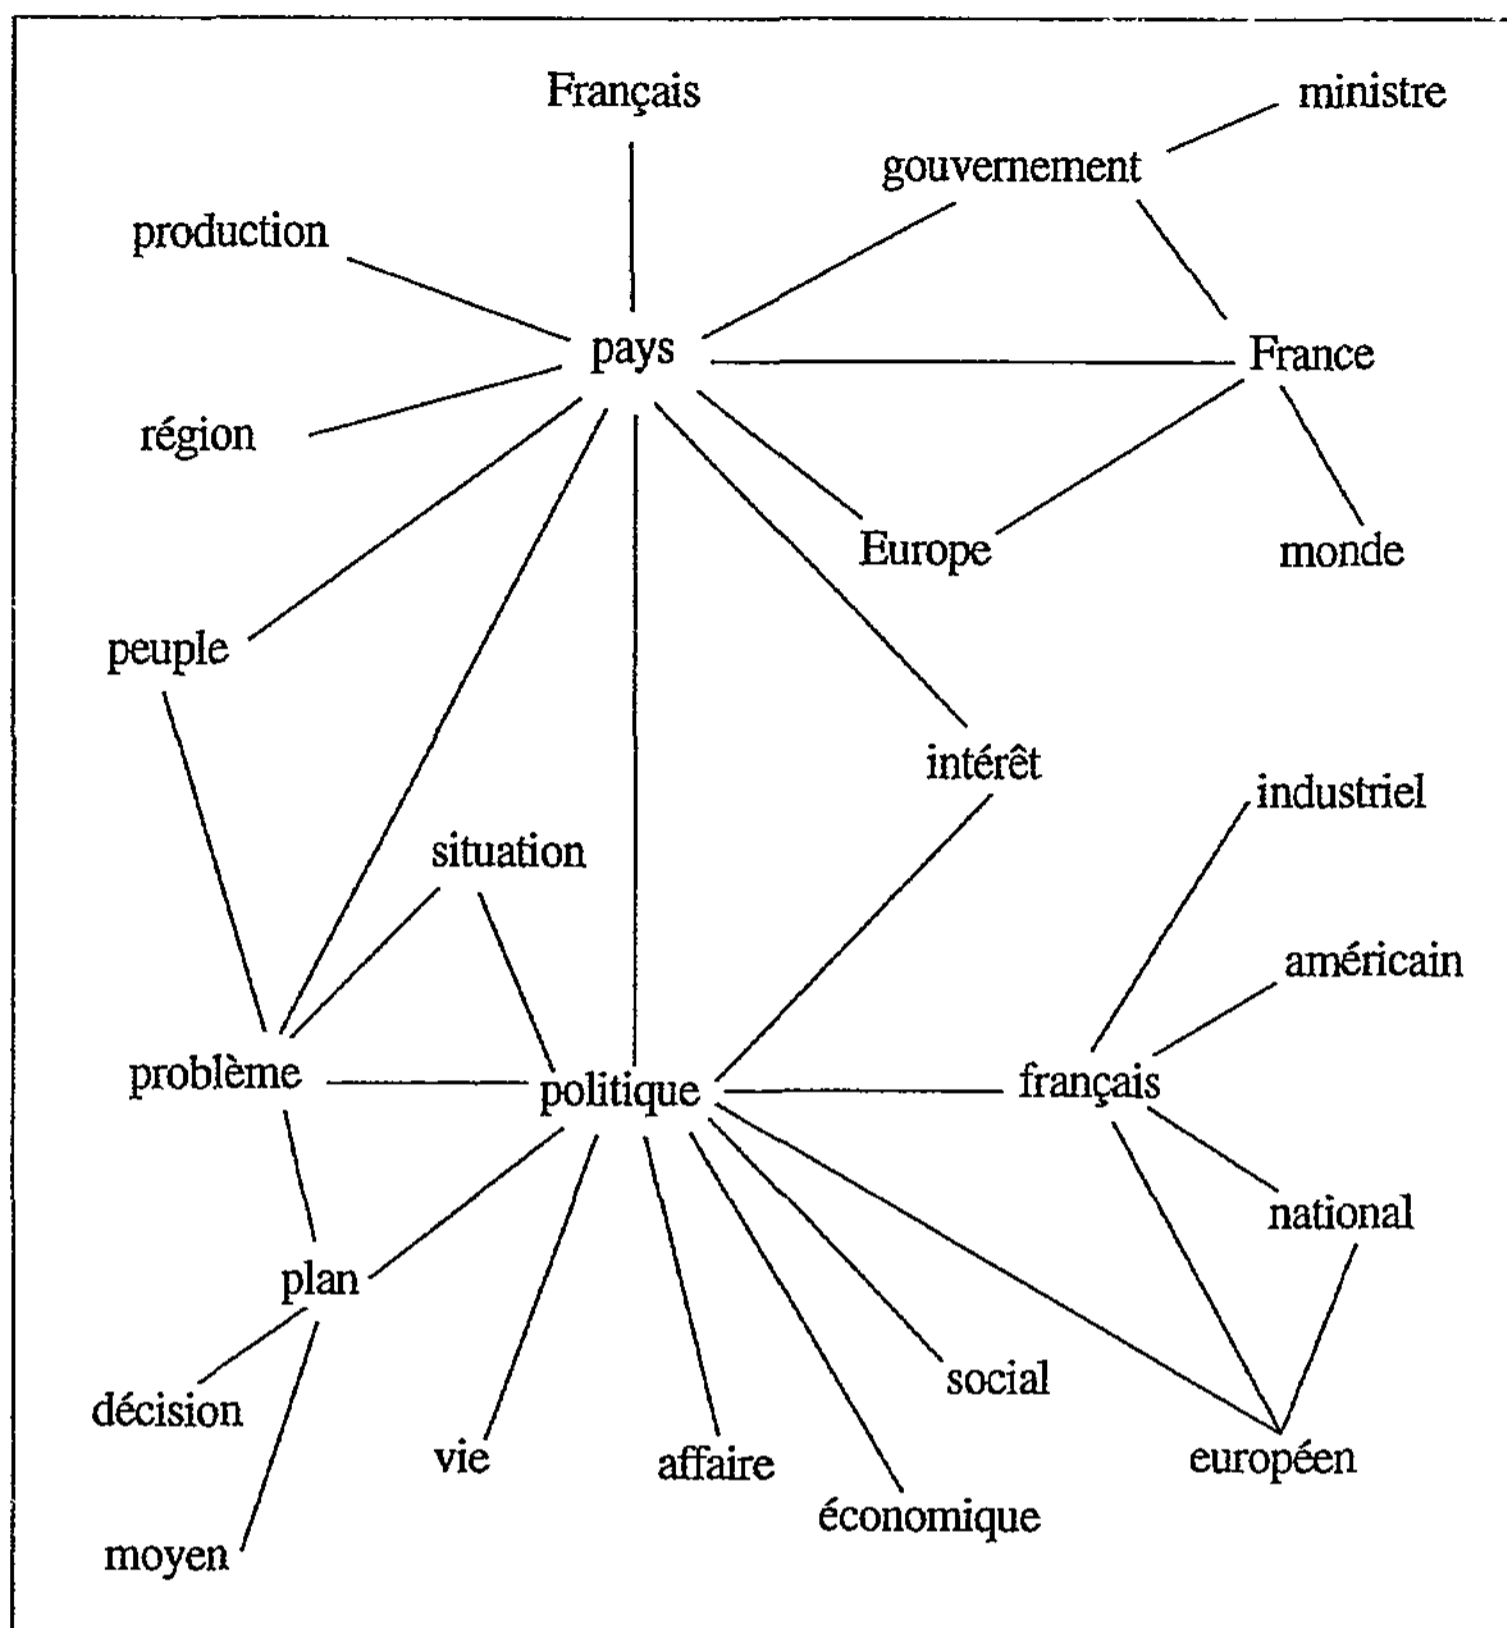 Français
ministre
gouvernement
production
pays
France
région
Europe
monde
peuple
intérêt
industriel
situation
américain
problème
politique
français
national
plan
social
décision
vie
affaire
européen
économique
moyen